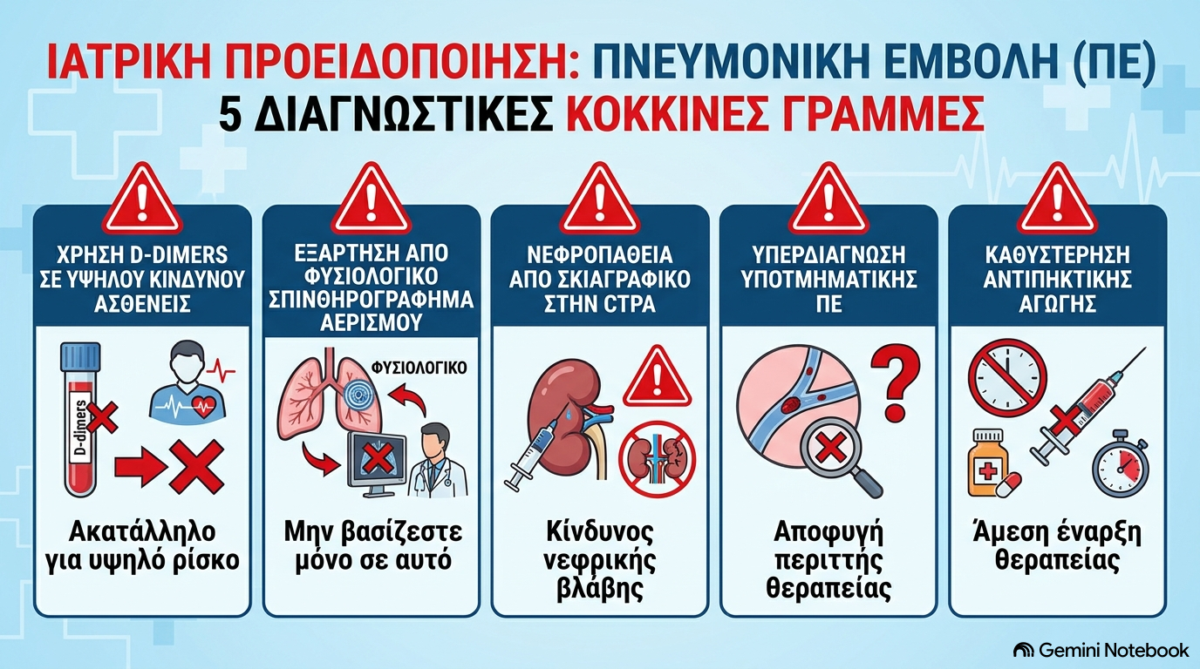 ΙΑΤΡΙΚΗ ΠΡΟΕΙΔΟΠΟΙΗΣΗ: ΠΝΕΥΜΟΝΙΚΗ ΕΜΒΟΛΗ (ΠΕ)
5 ΔΙΑΓΝΩΣΤΙΚΕΣ ΚΟΚΚΙΝΕΣ ΓΡΑΜΜΕΣ
ΧΡΗΣΗ D-DIMERS
ΣΕ ΥΨΗΛΟΥ ΚΙΝΔΥΝΟΥ
ΑΣΘΕΝΕΙΣ
D-dimers
Ακατάλληλο
για υψηλό ρίσκο
ΕΞΑΡΤΗΣΗ ΑΠΟ
ΦΥΣΙΟΛΟΓΙΚΟ
ΣΠΙΝΘΗΡΟΓΡΑΦΗΜΑ
ΑΕΡΙΣΜΟΥ
ΦΥΣΙΟΛΟΓΙΚΟ
Μην βασίζεστε
μόνο σε αυτό
ΝΕΦΡΟΠΑΘΕΙΑ
ΑΠΟ ΣΚΙΑΓΡΑΦΙΚΟ
ΣΤΗΝ CTPA
Κίνδυνος
νεφρικής
βλάβης
ΥΠΕΡΔΙΑΓΝΩΣΗ
ΥΠΟΤΜΗΜΑΤΙΚΗΣ
ΠΕ
?
Αποφυγή
περιττής
θεραπείας
ΚΑΘΥΣΤΕΡΗΣΗ
ΑΝΤΙΠΗΚΤΙΚΗΣ
ΑΓΩΓΗΣ
Άμεση έναρξη
θεραπείας
Gemini Notebook